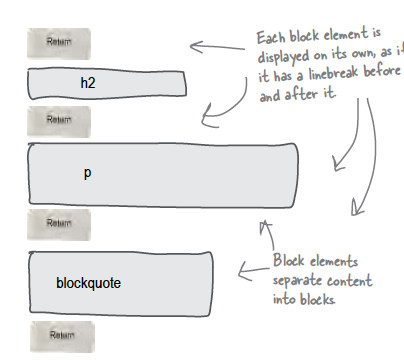 Return
Each block element is
displayed on its own, as if
it has a linebreak before
and after it.
h2
Return
p
Return
Block elements
separate content
into blocks.
blockquote
Return